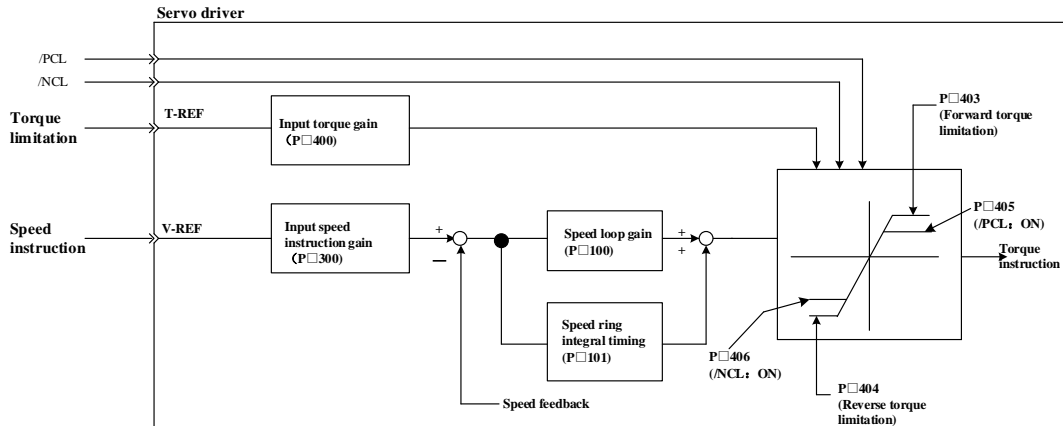 Servo driver
/PCL
/NCL
Torque
limitation
T-REF
Input torque gain
（P□400）
P□403
(Forward torque
limitation)
P□405
(/PCL：ON)
Speed
instruction
V-REF
Input speed
instruction gain
（P□300）
+
−
Speed loop gain
(P□100)
+
+
Torque
instruction
Speed ring
integral timing
(P□101)
P□406
(/NCL：ON)
P□404
(Reverse torque
limitation)
Speed feedback